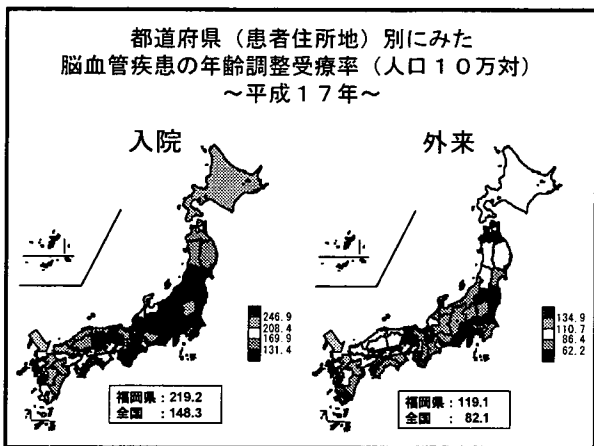 都道府県（患者住所地）別にみた
脳血管疾患の年齢調整受療率（人口１０万対）
～平成１７年～
入院
外来
246.9
208.4
169.9
131.4
134.9
110.7
86.4
62.2
福岡県：219.2
全国　：148.3
福岡県：119.1
全国　： 82.1